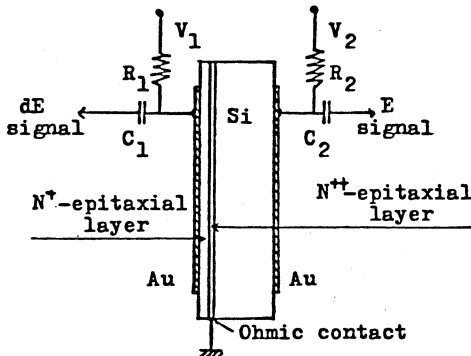 V1 V2
R1 R2
dE signal
Si
E signal
C1 C2
N+-epitaxial layer
N++-epitaxial layer
Au Au
Ohmic contact